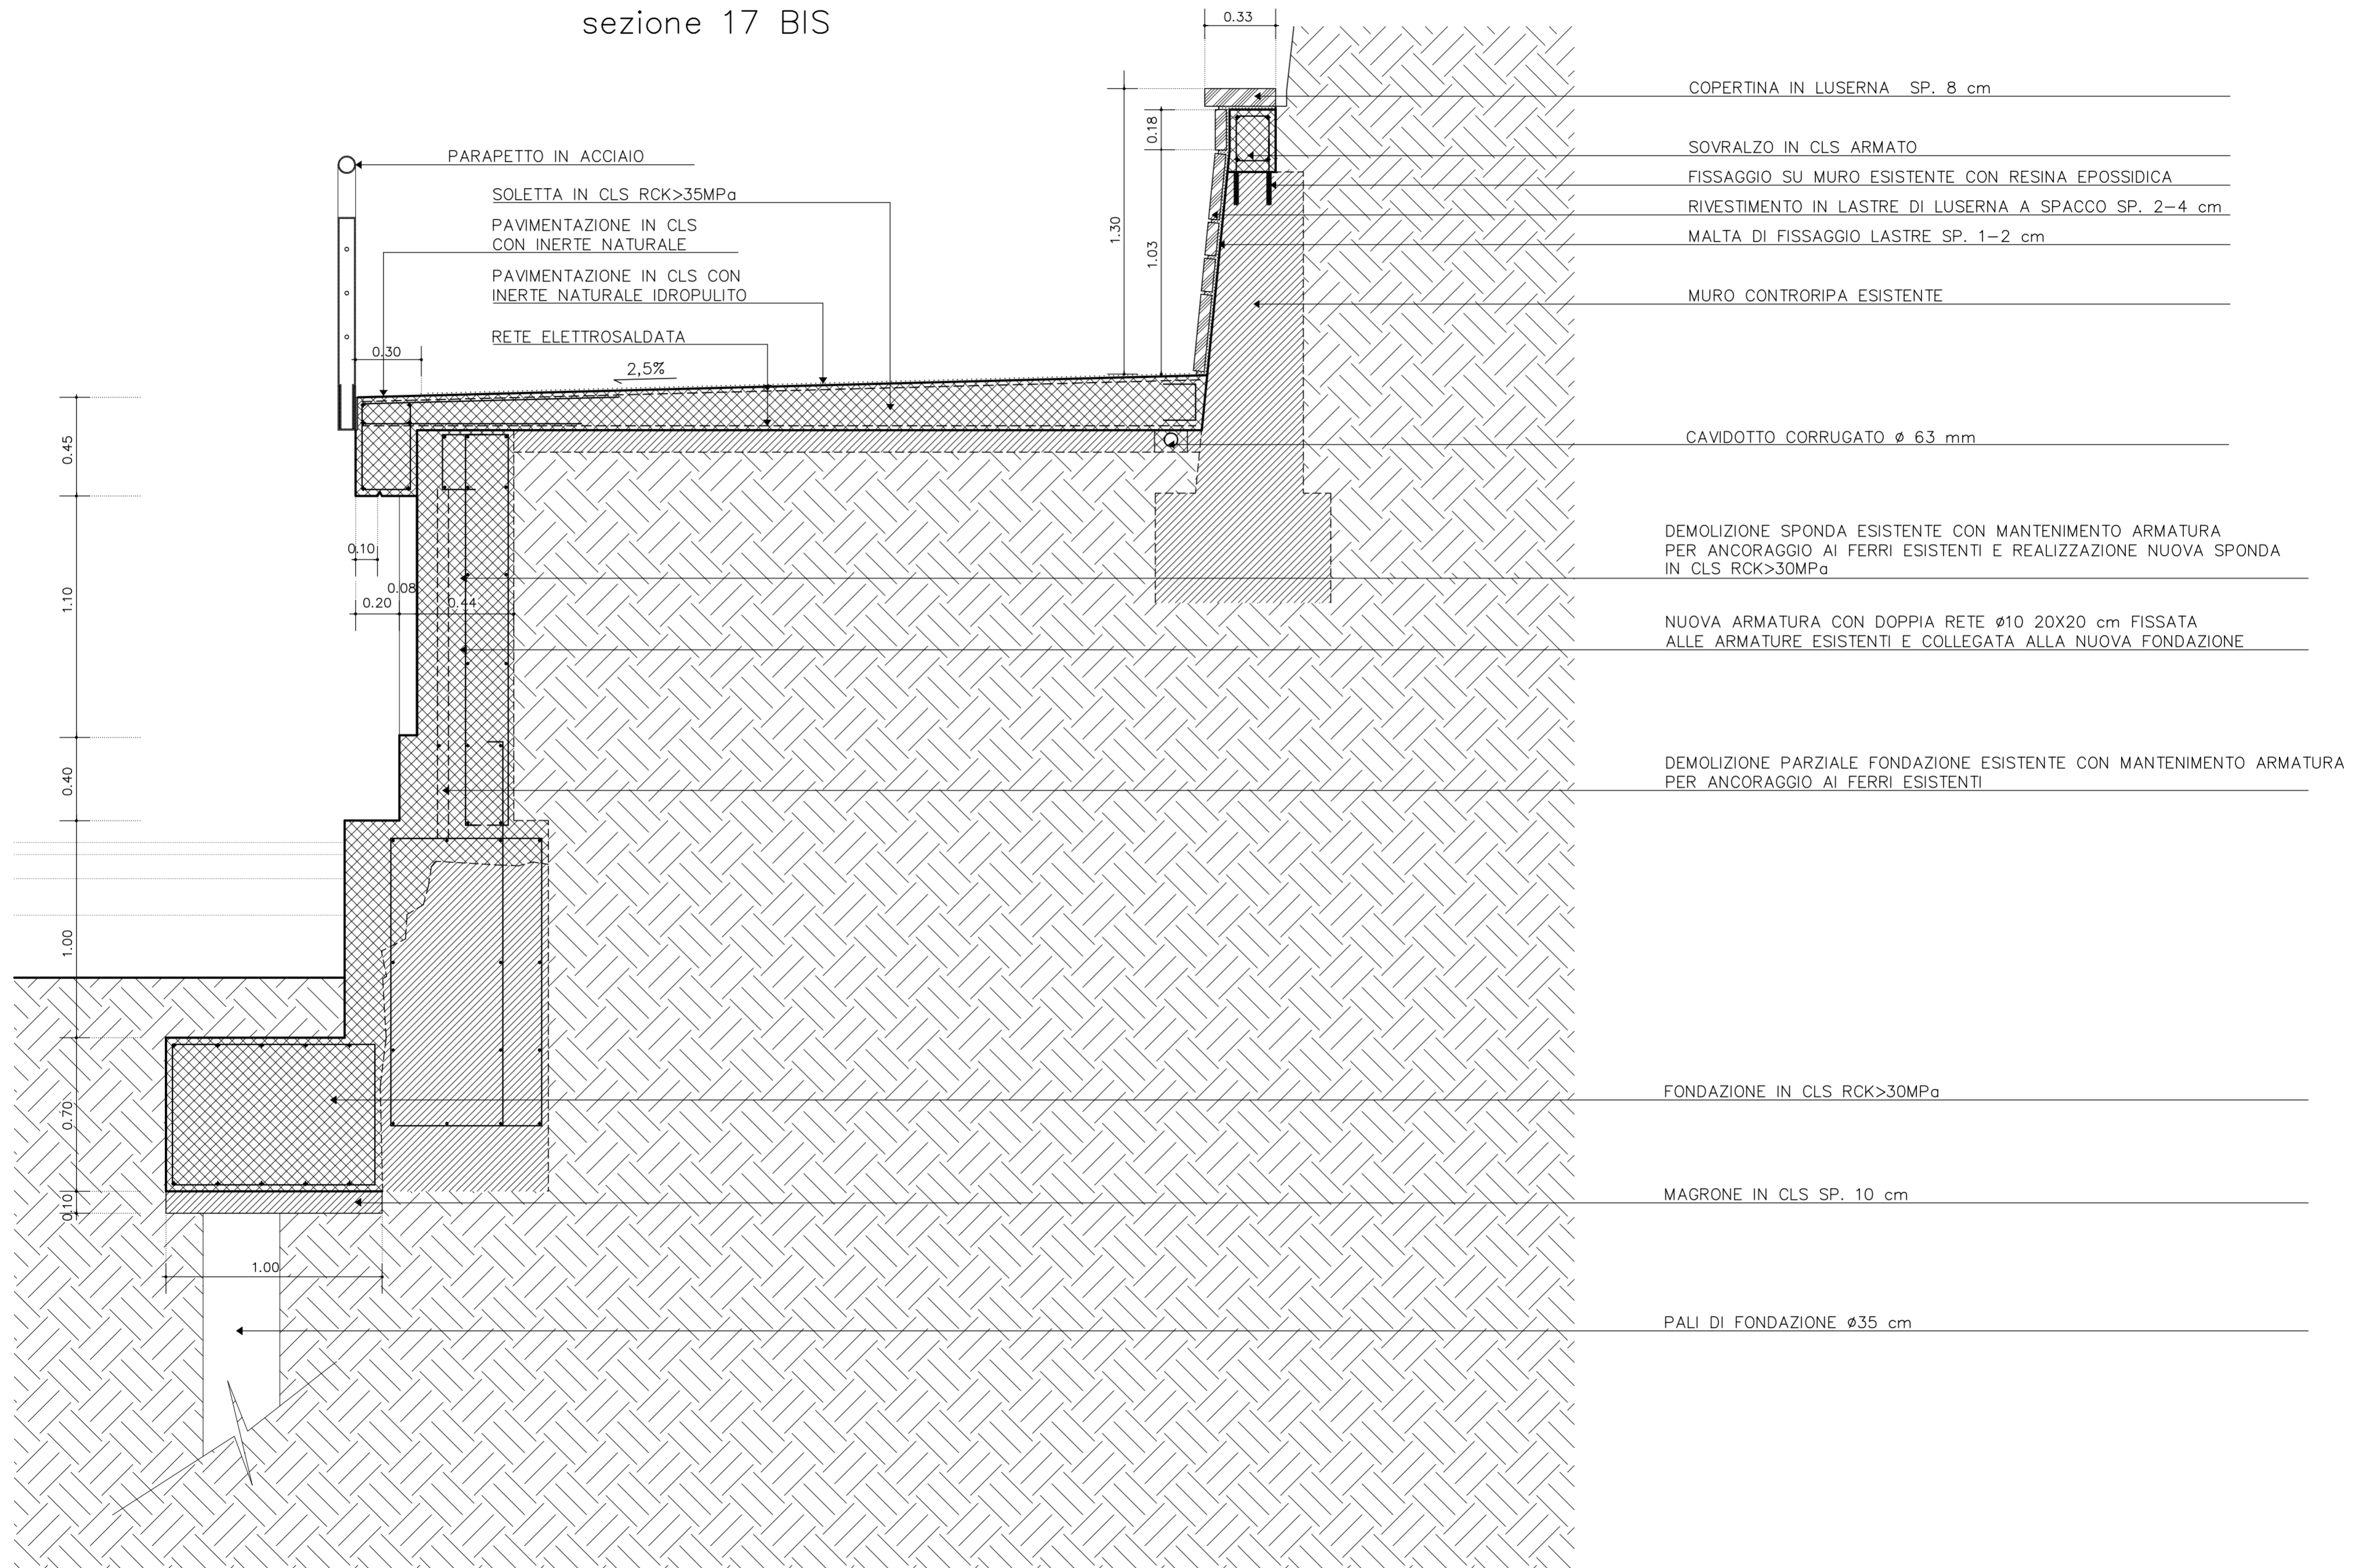 sezione 17 BIS
0.33
COPERTINA IN LUSERNA SP. 8 cm
0.18
SOVRALZO IN CLS ARMATO
PARAPETTO IN ACCIAIO
FISSAGGIO SU MURO ESISTENTE CON RESINA EPOSSIDICA
SOLETTA IN CLS RCK>35MPa
RIVESTIMENTO IN LASTRE DI LUSERNA A SPACCO SP. 2-4 cm
PAVIMENTAZIONE IN CLS
CON INERTE NATURALE
1.30
1.03
MALTA DI FISSAGGIO LASTRE SP. 1-2 cm
PAVIMENTAZIONE IN CLS CON
INERTE NATURALE IDROPULITO
MURO CONTRORIPA ESISTENTE
RETE ELETTROSALDATA
0.30
2,5%
0.45
CAVIDOTTO CORRUGATO Ø 63 mm
0.10
DEMOLIZIONE SPONDA ESISTENTE CON MANTENIMENTO ARMATURA
PER ANCORAGGIO AI FERRI ESISTENTI E REALIZZAZIONE NUOVA SPONDA
IN CLS RCK>30MPa
1.10
0.08
0.20
0.44
NUOVA ARMATURA CON DOPPIA RETE Ø10 20X20 cm FISSATA
ALLE ARMATURE ESISTENTI E COLLEGATA ALLA NUOVA FONDAZIONE
0.40
DEMOLIZIONE PARZIALE FONDAZIONE ESISTENTE CON MANTENIMENTO ARMATURA
PER ANCORAGGIO AI FERRI ESISTENTI
1.00
0.70
FONDAZIONE IN CLS RCK>30MPa
0.10
MAGRONE IN CLS SP. 10 cm
1.00
PALI DI FONDAZIONE Ø35 cm